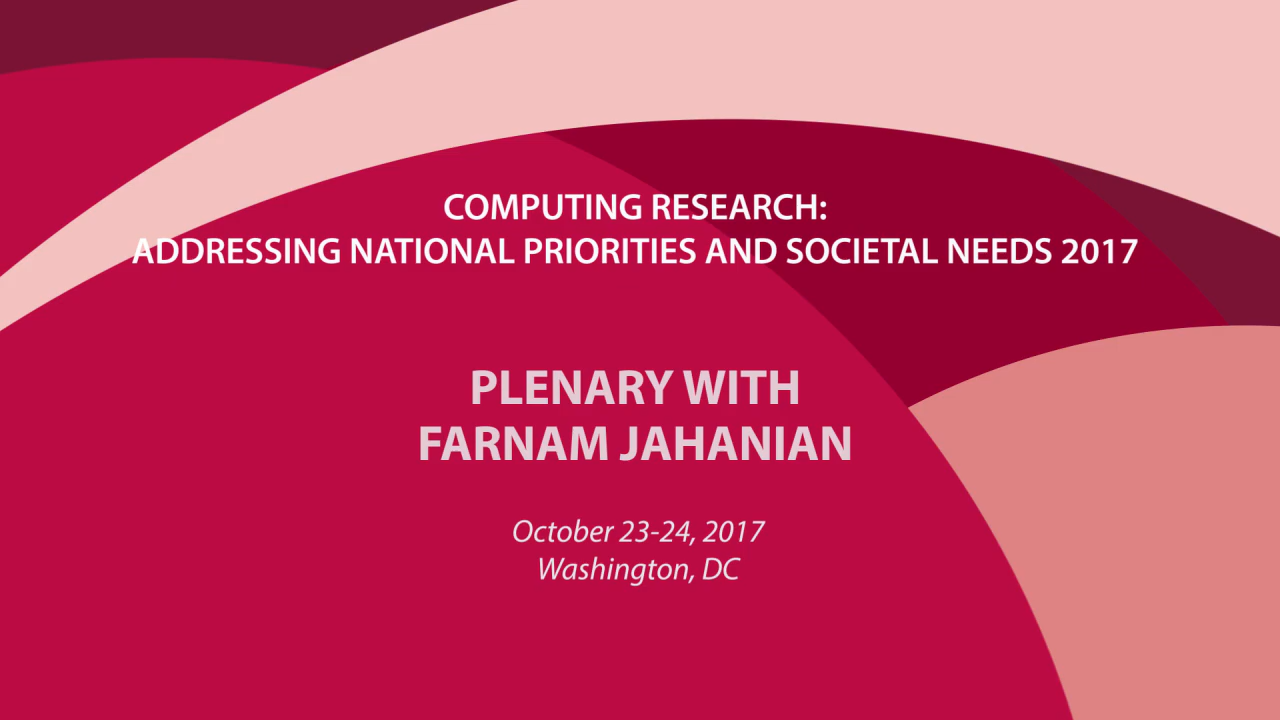 COMPUTING RESEARCH:
ADDRESSING NATIONAL PRIORITIES AND SOCIETAL NEEDS 2017
PLENARY WITH
FARNAM JAHANIAN
October 23-24, 2017
Washington, DC